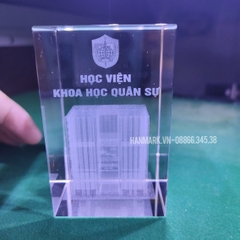 HỌC VIỆN
KHOA HỌC QUÂN SỰ
HANMARK.VN-08866.345.38